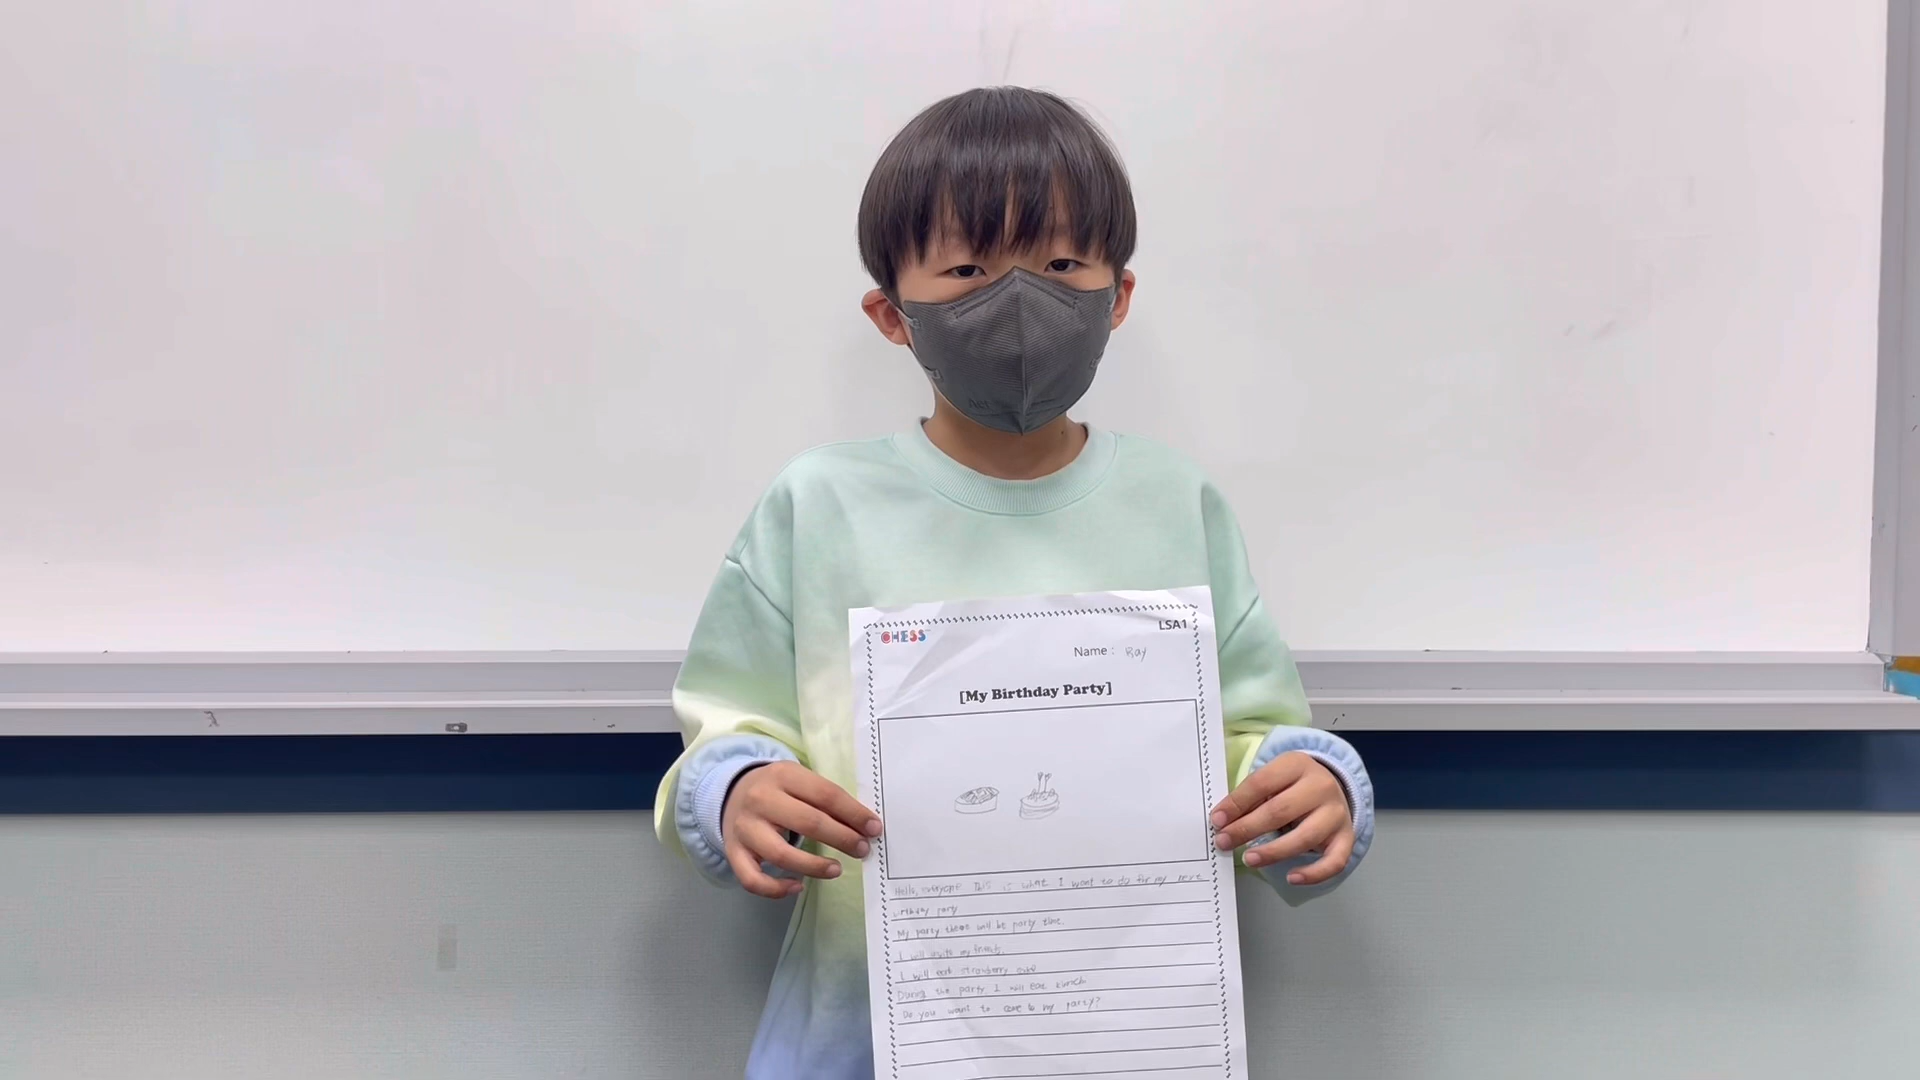 CHESS
LSA1
Name : Ray
[My Birthday Party]
Hello, everyone This is what I want to do for my next
birthday party
My party theme will be party time.
I will invite my friends.
I will eat strawberry cake
During the party I will eat lunch
Do you want to come to my party?